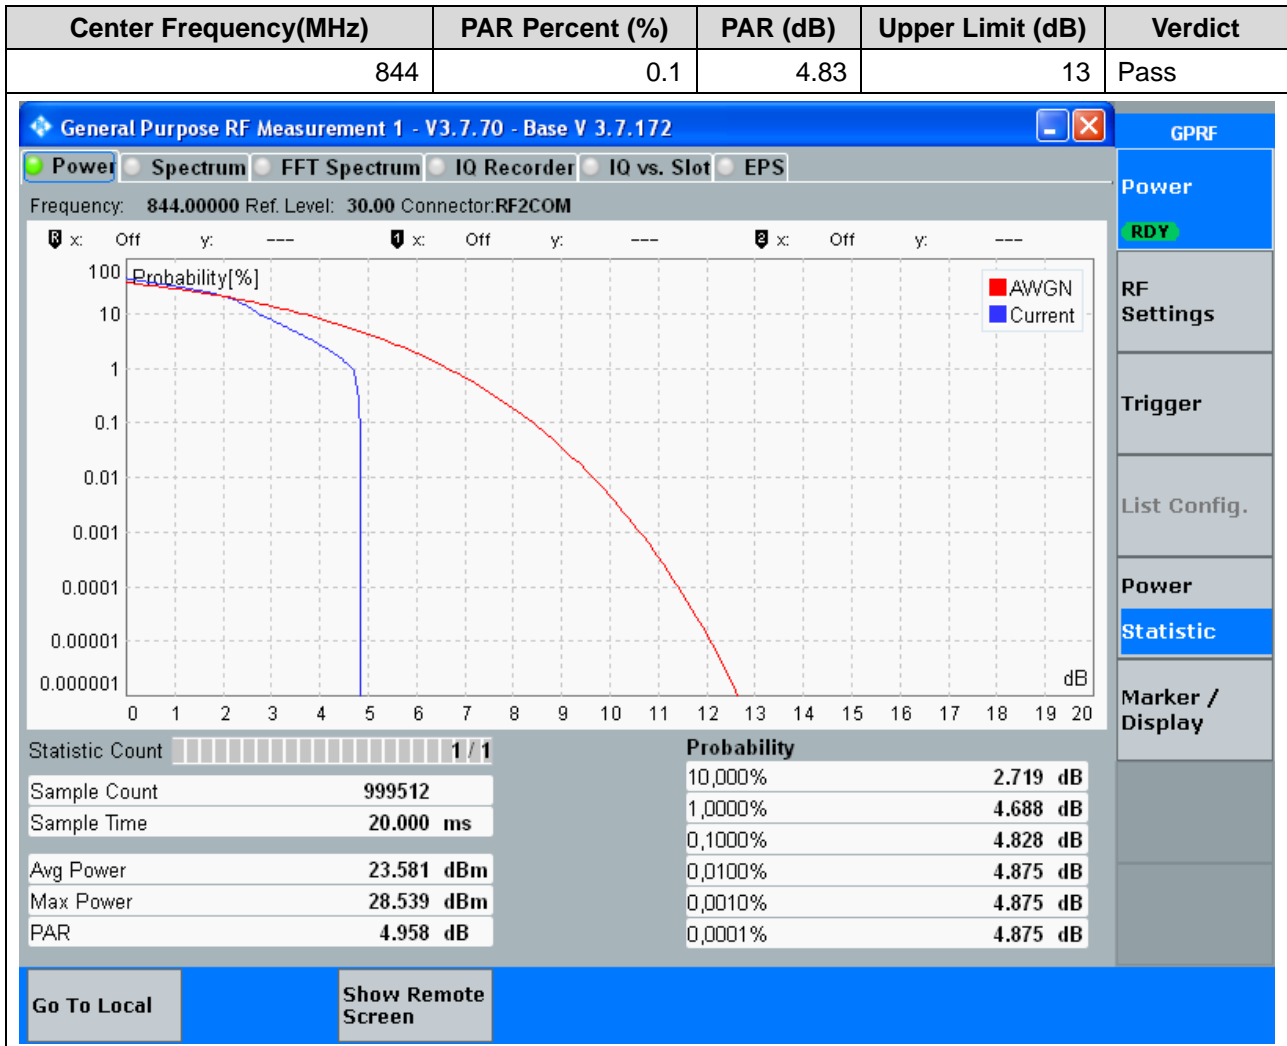 Center Frequency(MHz) PAR Percent (%) PAR (dB) Upper Limit (dB) Verdict
844 0.1 4.83 13 Pass
General Purpose RF Measurement 1 - V3.7.70 - Base V 3.7.172
GPRF
Power Spectrum FFT Spectrum IQ Recorder IQ vs. Slot EPS
Frequency: 844.00000 Ref. Level: 30.00 Connector:RF2COM
R x: Off y: --- 1 x: Off y: --- 2 x: Off y: ---
Probability[%]
AWGN
Current
100
10
1
0.1
0.01
0.001
0.0001
0.00001
0.000001
dB
0 1 2 3 4 5 6 7 8 9 10 11 12 13 14 15 16 17 18 19 20
Statistic Count 1 / 1
Sample Count 999512
Sample Time 20.000 ms
Avg Power 23.581 dBm
Max Power 28.539 dBm
PAR 4.958 dB
Probability
10,000% 2.719 dB
1,0000% 4.688 dB
0,1000% 4.828 dB
0,0100% 4.875 dB
0,0010% 4.875 dB
0,0001% 4.875 dB
Power
RDY
RF
Settings
Trigger
List Config.
Power
Statistic
Marker /
Display
Go To Local
Show Remote
Screen